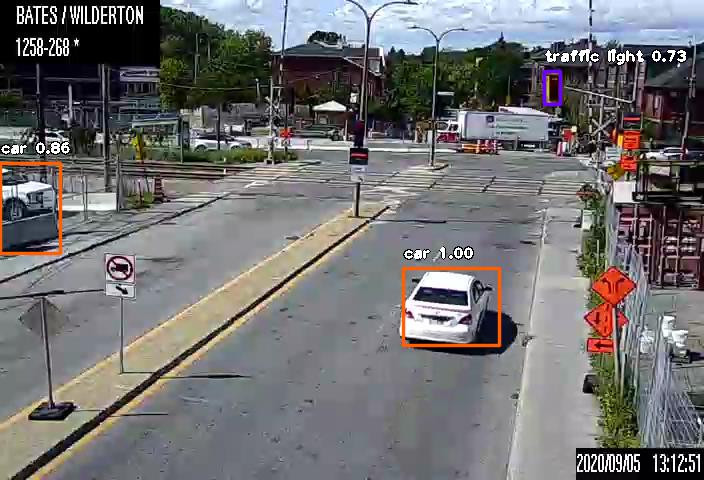 BATES / WILDERTON
1258-268 *
traffic light 0.73
car 0.86
car 1.00
2020/09/05 13:12:51